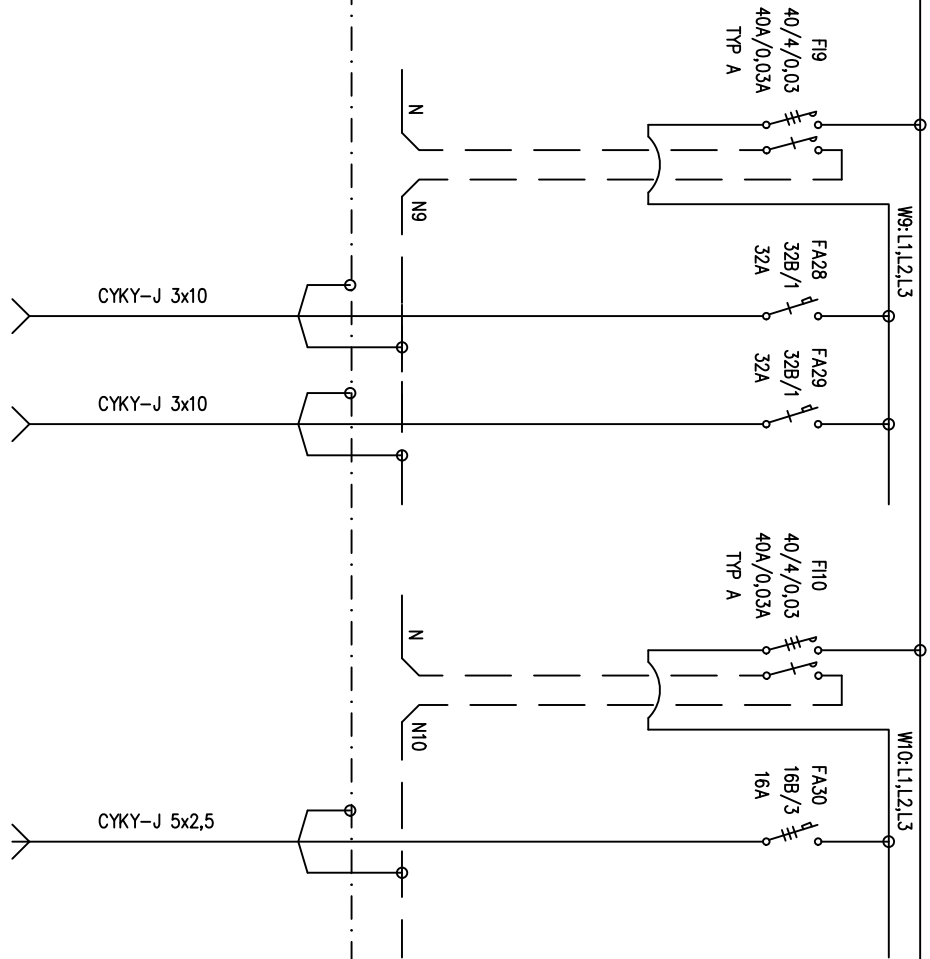 FI9
40/4/0,03
40A/0,03A
TYP A
N
N9
W9:L1,L2,L3
FA28
32B/1
32A
CYKY-J 3x10
FA29
32B/1
32A
CYKY-J 3x10
FI10
40/4/0,03
40A/0,03A
TYP A
N
N10
W10:L1,L2,L3
FA30
16B/3
16A
CYKY-J 5x2,5